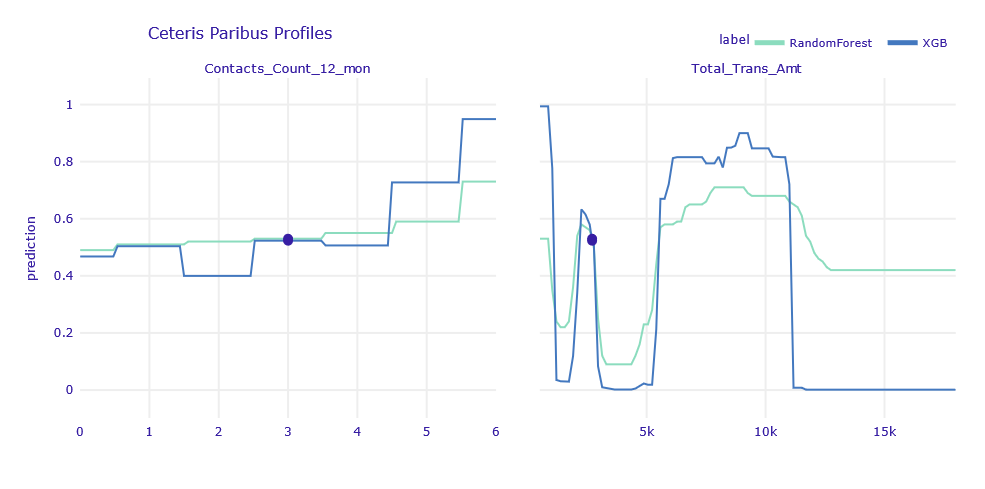 Ceteris Paribus Profiles
label RandomForest XGB
Contacts_Count_12_mon Total_Trans_Amt
prediction
1
0.8
0.6
0.4
0.2
0
0 1 2 3 4 5 6 5k 10k 15k